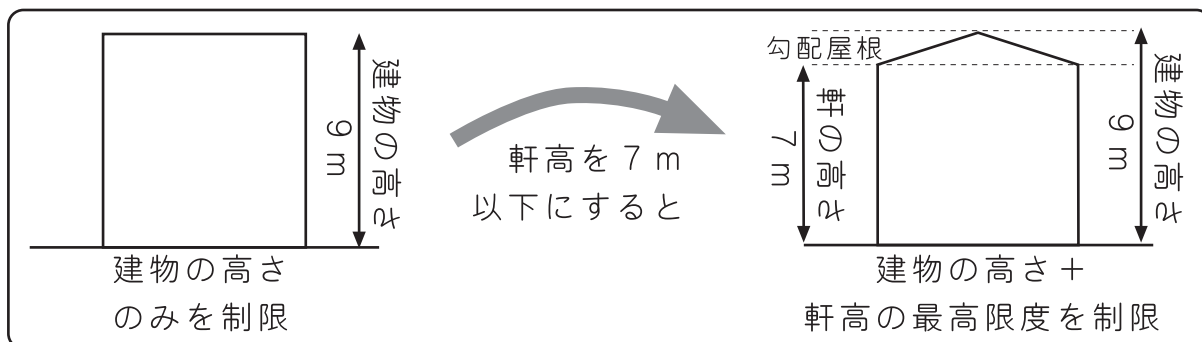 建物の高さ
9m
建物の高さ
のみを制限
軒高を7m
以下にすると
勾配屋根
軒の高さ
7m
建物の高さ
9m
建物の高さ＋
軒高の最高限度を制限